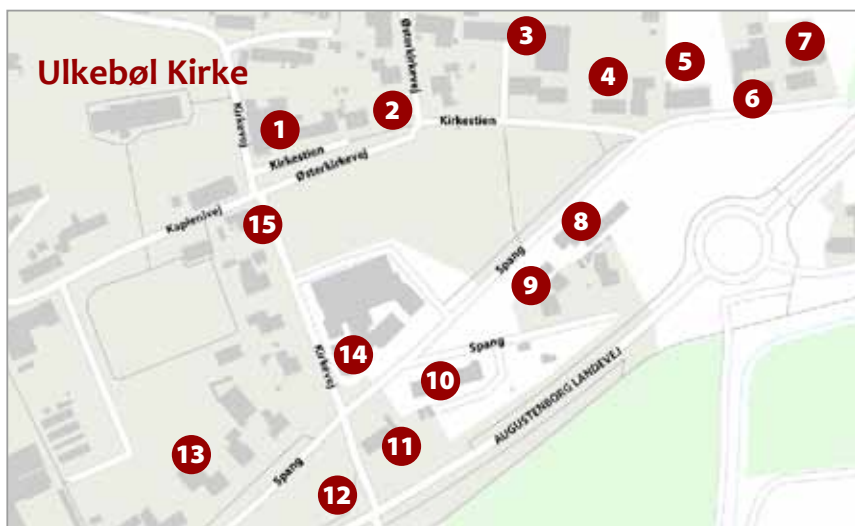 Ulkebøl Kirke
Østerkirkevej
3
7
5
4
6
2
1
Kirkevej
Kirkestien
Kirkestien
Østerkirkevej
Kaplenivej
15
8
Spang
9
Kirkevej
14
Spang
10
AUGUSTENBORG LANDEVEJ
11
13
Spang
12